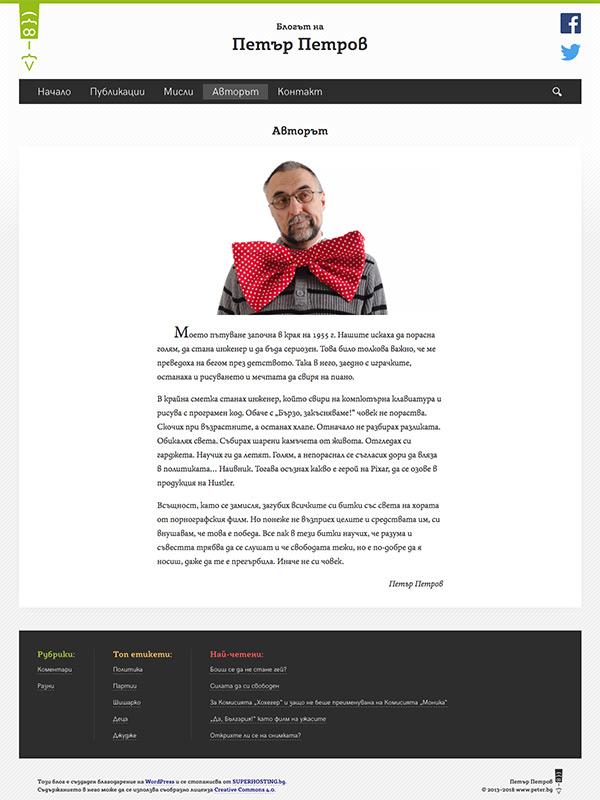 Блогът на
Петър Петров
Начало Публикации Мисли Авторът Контакт
Авторът
Моето пътуване започна в края на 1955 г. Нашите искаха да порасна
голям, да стана инженер и да бъда сериозен. Това било толкова важно, че ме
преведоха на бегом през детството. Така в него, заедно с играчките,
останаха и рисуването и мечтата да свиря на пиано.
В крайна сметка станах инженер, който свири на компютърна клавиатура и
рисува с програмен код. Обаче с „Бързо, закъсняваме!“ човек не пораства.
Скочих при възрастните, а останах хлапе. Отначало не разбирах разликата.
Обикалях света. Събирах шарени камъчета от живота. Отгледах си
гарджета. Научих ги да летят. Голям, а непораснал се съгласих дори да вляза
в политиката... Наивник. Тогава осъзнах какво е герой на Pixar, да се озове в
продукция на Hustler.
Всъщност, като се замисля, загубих всичките си битки със света на хората
от порнографския филм. Но понеже не възприех целите и средствата им, си
внушавам, че това е победа. Все пак в тези битки научих, че разума и
съвестта трябва да се слушат и че свободата тежи, но е по-добре да я
носиш, даже да те прегърбила. Иначе не си човек.
Петър Петров
Рубрики:
Коментари
Разни
Топ етикети:
Политика
Партии
Шишарко
Деца
Джудже
Най-четени:
Боиш се да не стане гей?
Силата да си свободен
За Комисията „Хохегер“ и защо не беше преименувана на Комисията „Моника“
„Да, България!“ като филм на ужасите
Открихте ли се на снимката?
Този блог е създаден благодарение на WordPress и се стопанисва от SUPERHOSTING.bg.
Съдържанието в него може да се използва съобразно лиценза Creative Commons 4.0.
Петър Петров
© 2013-2018 www.peter.bg